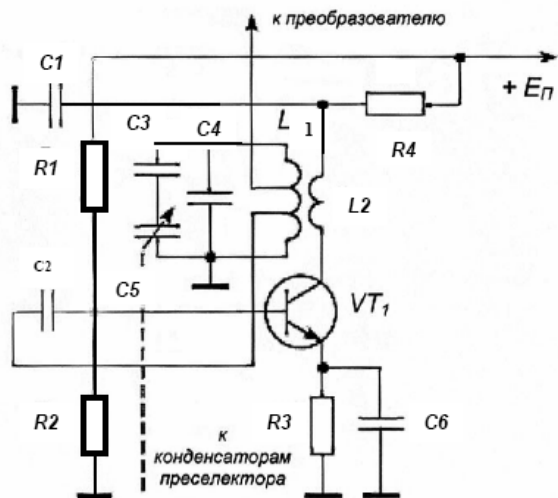 к преобразователю
C1
+ EП
C3
C4
L 1
R4
R1
L2
C2
C5
VT1
R2
R3
C6
к
конденсаторам
преселектора